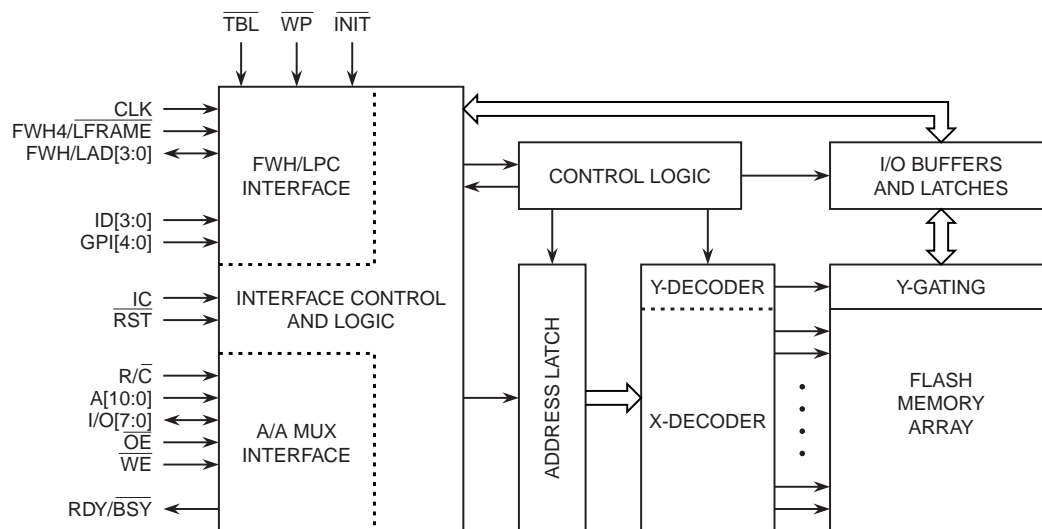 TBL WP INIT
CLK
FWH4/LFRAME
FWH/LAD[3:0]
ID[3:0]
GPI[4:0]
IC
RST
R/C
A[10:0]
I/O[7:0]
OE
WE
RDY/BSY
FWH/LPC
INTERFACE
INTERFACE CONTROL
AND LOGIC
A/A MUX
INTERFACE
CONTROL LOGIC
ADDRESS LATCH
Y-DECODER
X-DECODER
I/O BUFFERS
AND LATCHES
Y-GATING
FLASH
MEMORY
ARRAY